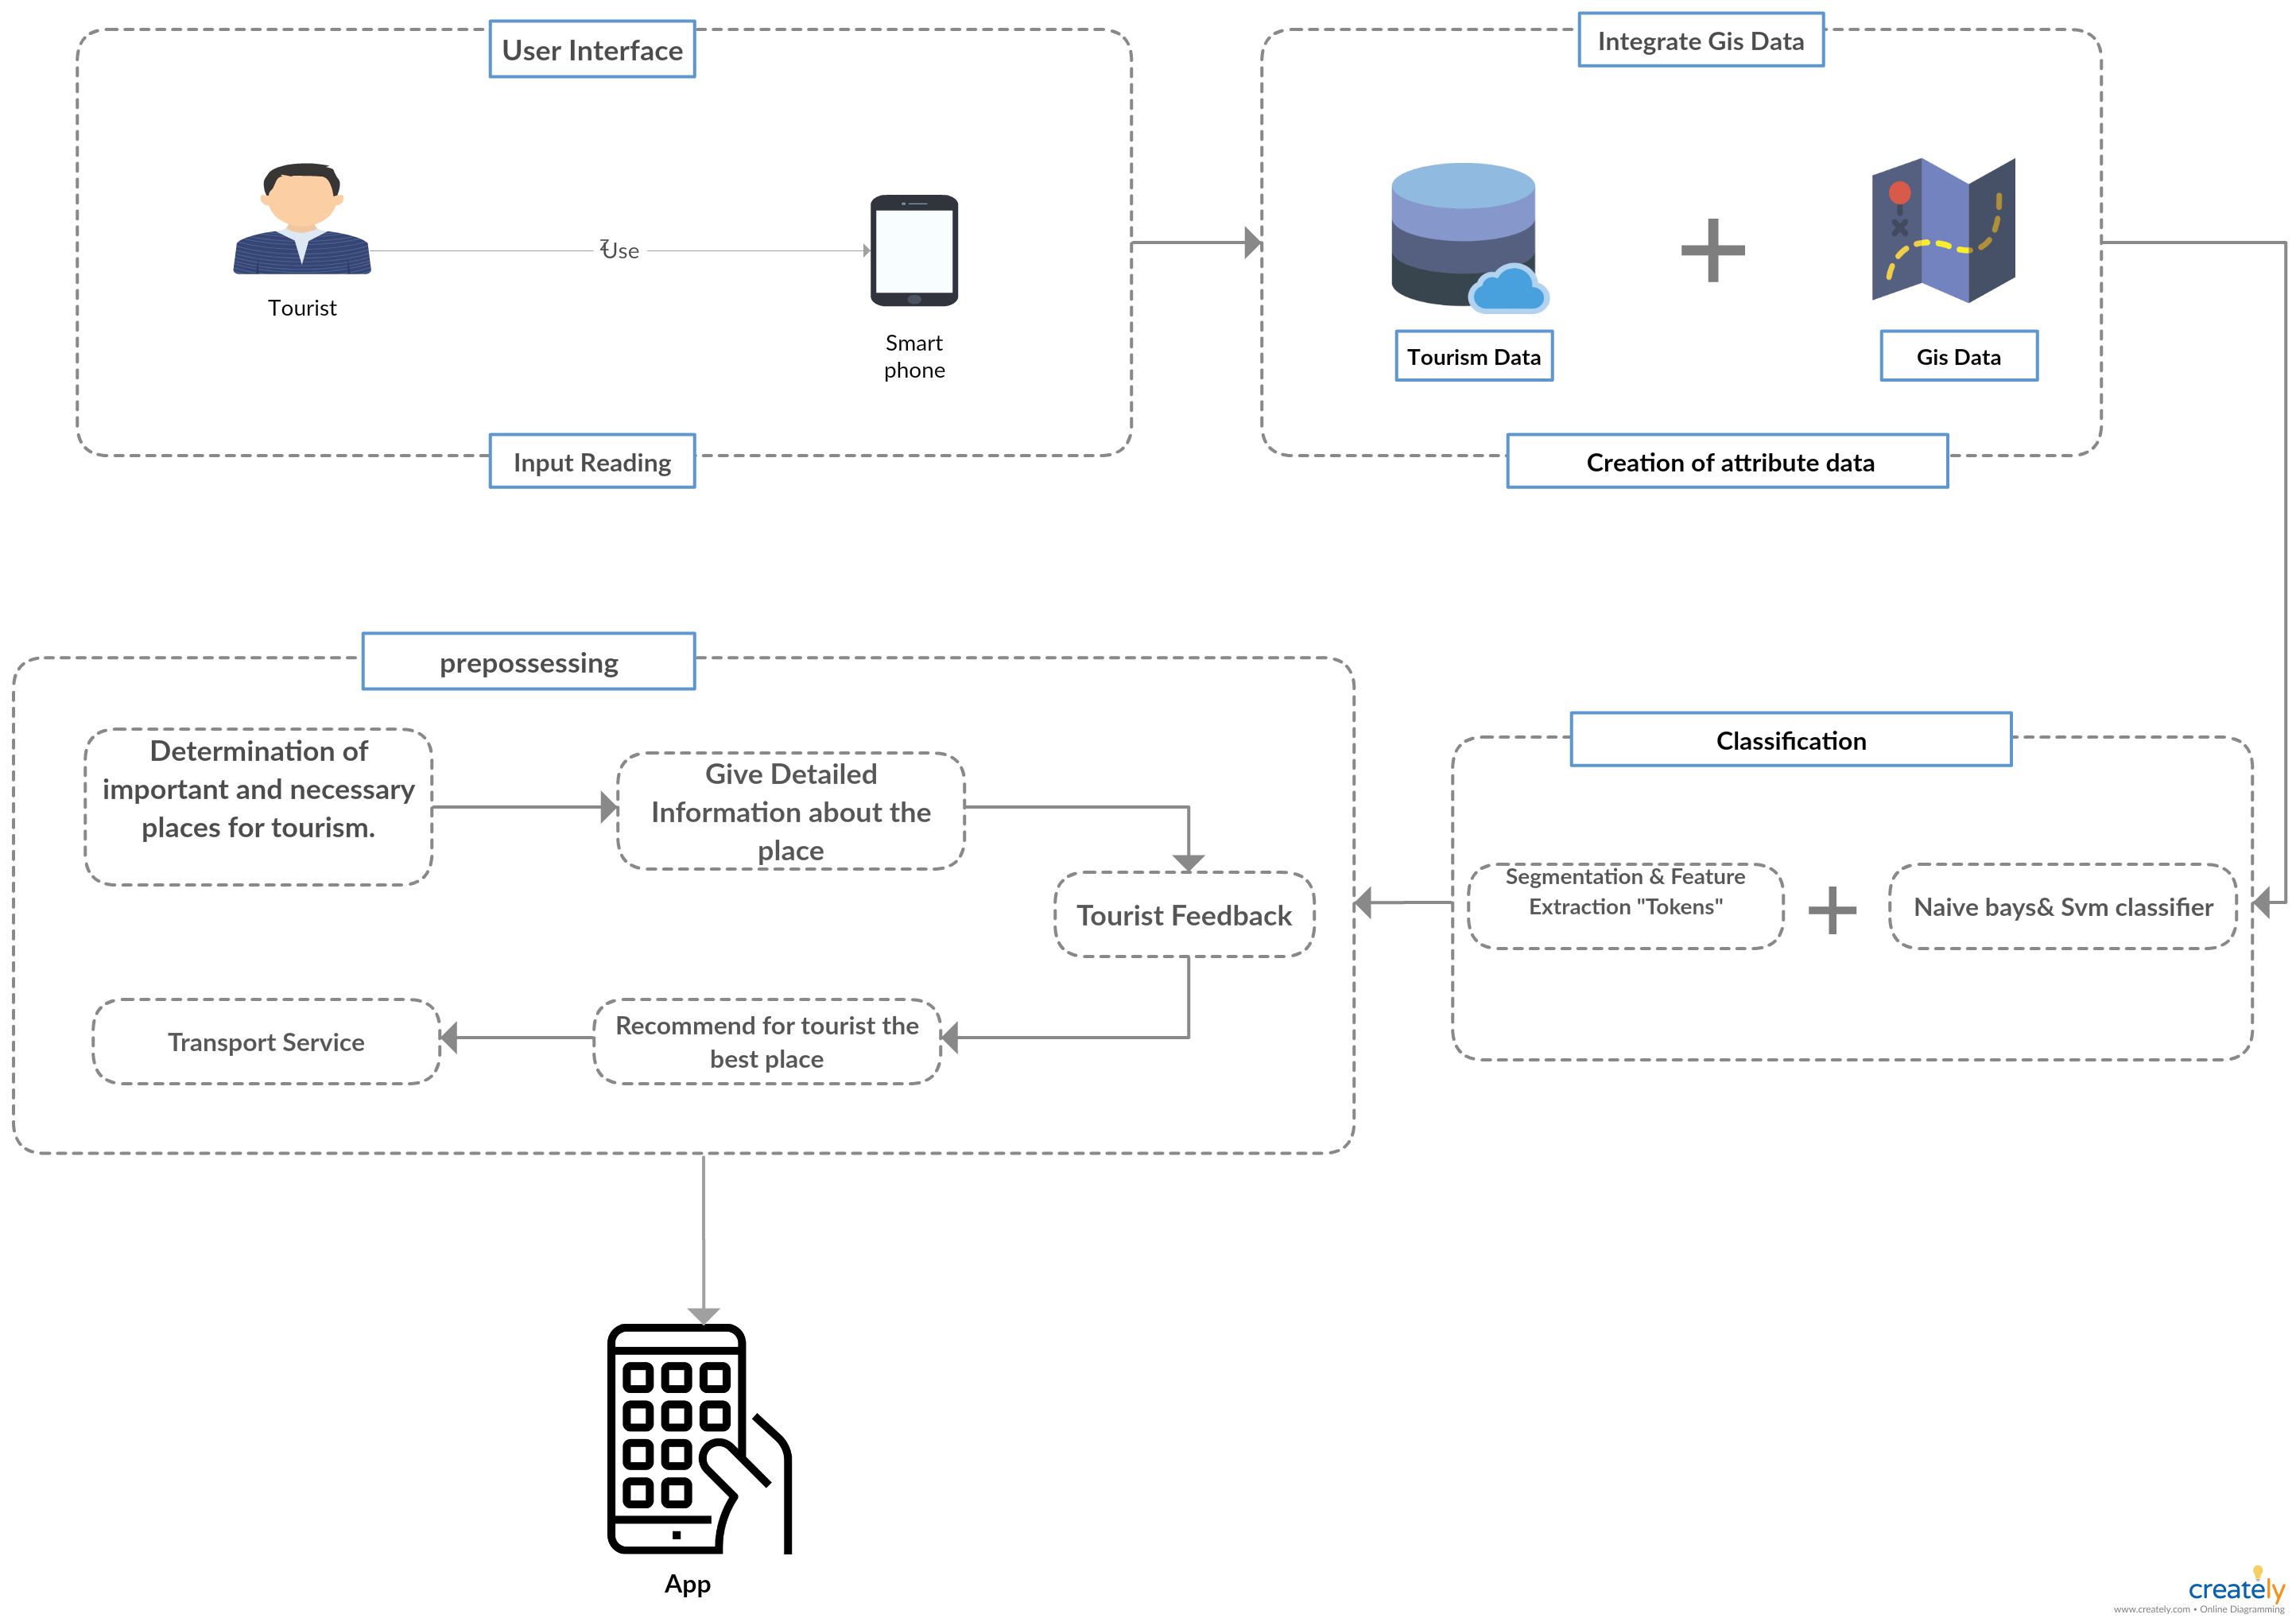 User Interface
Integrate Gis Data
Use
Tourist
Smart
phone
Tourism Data
Gis Data
Input Reading
Creation of attribute data
prepossessing
Classification
Determination of
important and necessary
places for tourism.
Give Detailed
Information about the
place
Tourist Feedback
Segmentation & Feature
Extraction "Tokens"
Naive bays& Svm classifier
Recommend for tourist the
best place
Transport Service
App
creately
www.creately.com • Online Diagramming